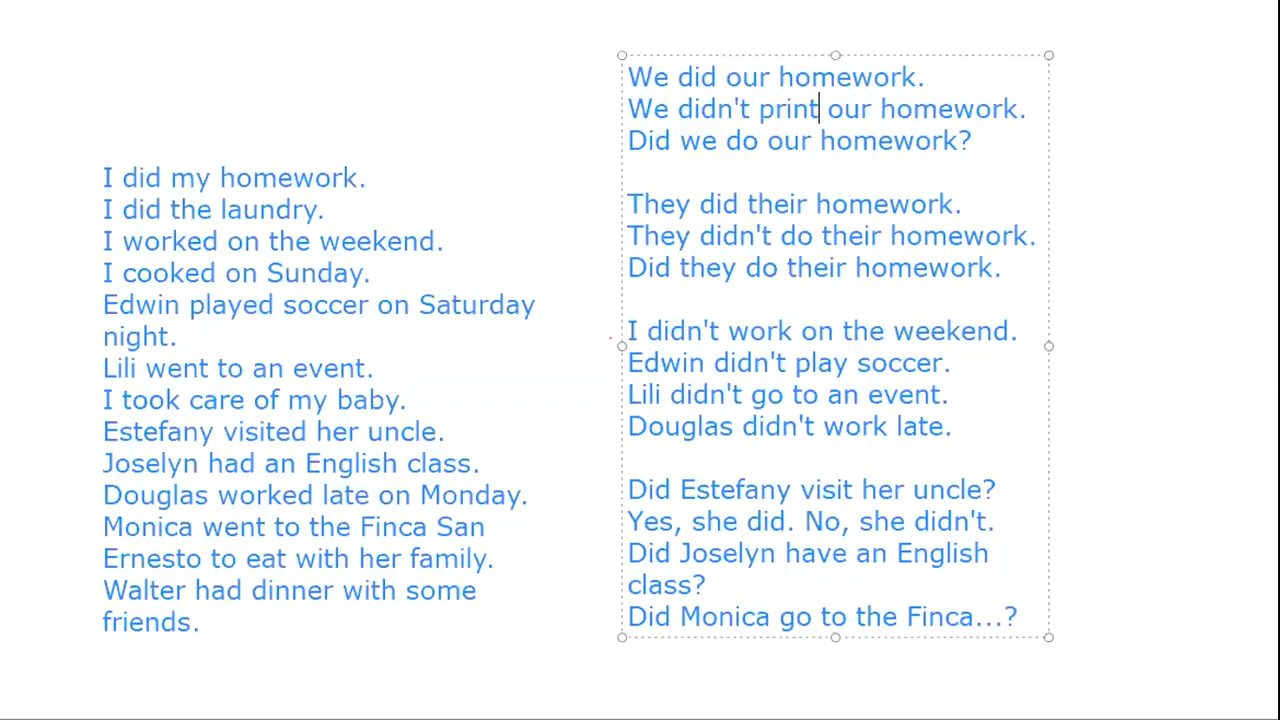 I did my homework.
I did the laundry.
I worked on the weekend.
I cooked on Sunday.
Edwin played soccer on Saturday
night.
Lili went to an event.
I took care of my baby.
Estefany visited her uncle.
Joselyn had an English class.
Douglas worked late on Monday.
Monica went to the Finca San
Ernesto to eat with her family.
Walter had dinner with some
friends.
We did our homework.
We didn't print our homework.
Did we do our homework?
They did their homework.
They didn't do their homework.
Did they do their homework.
I didn't work on the weekend.
Edwin didn't play soccer.
Lili didn't go to an event.
Douglas didn't work late.
Did Estefany visit her uncle?
Yes, she did. No, she didn't.
Did Joselyn have an English
class?
Did Monica go to the Finca...?